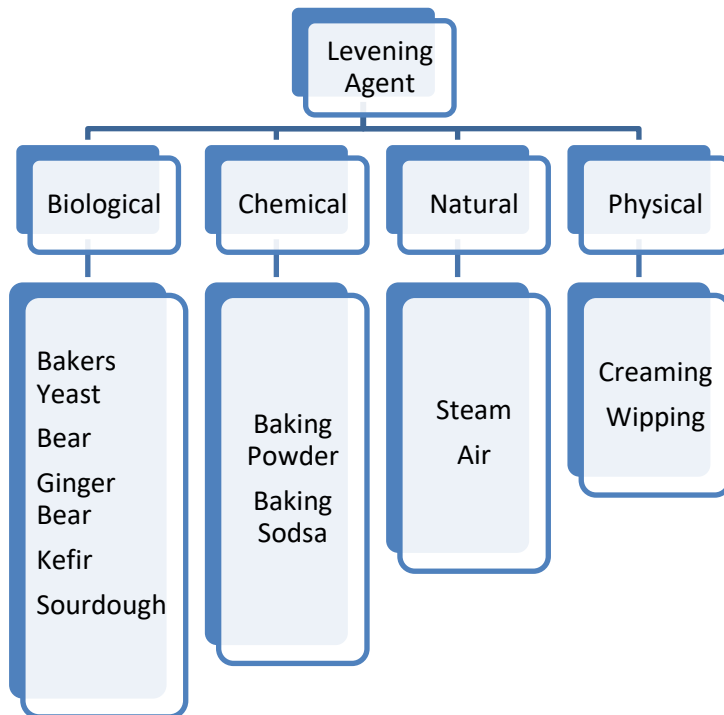 Levening
Agent
Biological
Chemical
Natural
Physical
Bakers
Yeast
Bear
Ginger
Bear
Kefir
Sourdough
Baking
Powder
Baking
Sodsa
Steam
Air
Creaming
Wipping